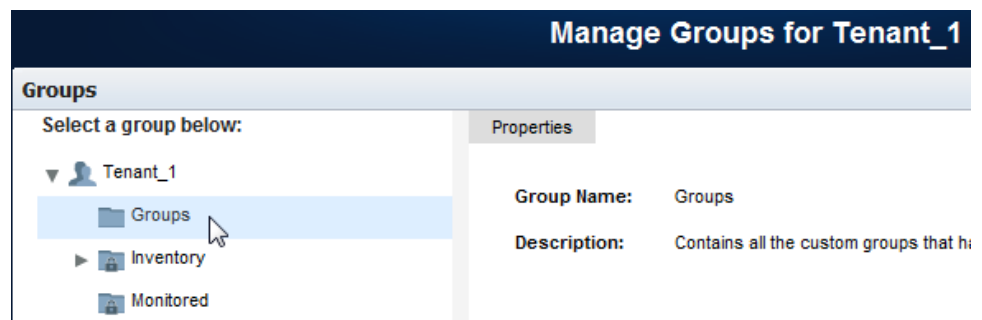 Manage Groups for Tenant_1
Groups
Select a group below:
Tenant_1
Groups
Inventory
Monitored
Properties
Group Name: Groups
Description: Contains all the custom groups that